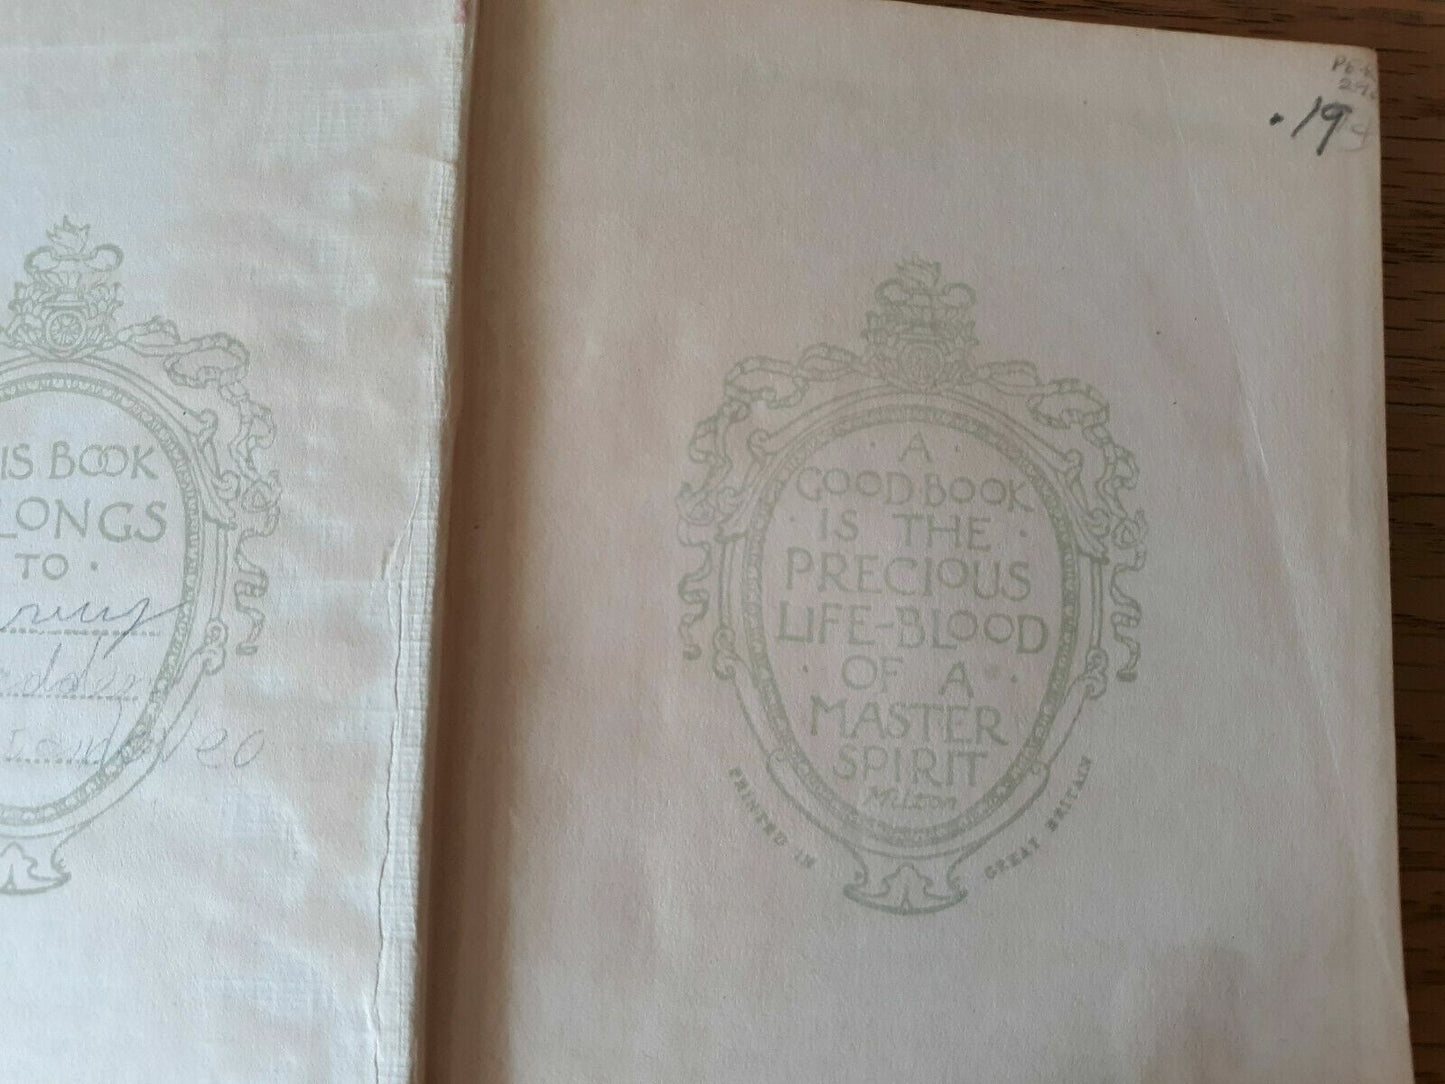 IS BOOK
LONGS
TO ·
.19
· A ·
GOOD·BOOK
· IS THE ·
PRECIOUS
LIFE-BLOOD
· OF A ·
MASTER
SPIRIT
Milton
PRINTED IN GREAT BRITAIN